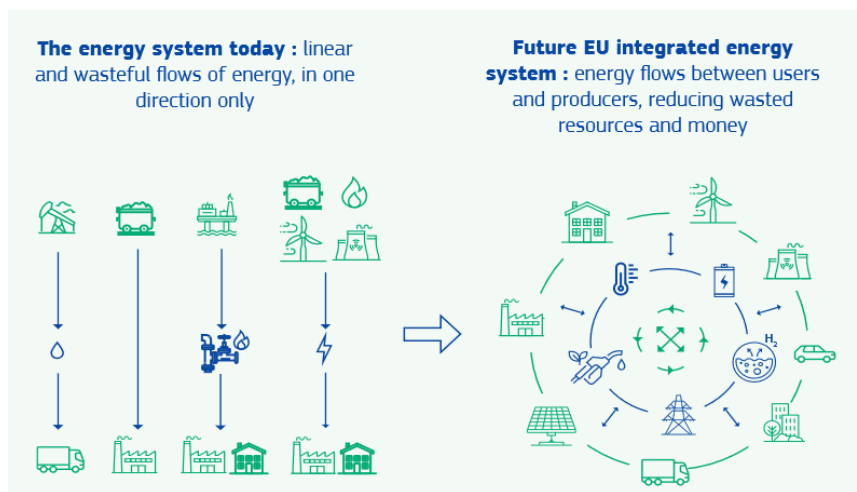 The energy system today : linear
and wasteful flows of energy, in one
direction only
Future EU integrated energy
system : energy flows between users
and producers, reducing wasted
resources and money
H₂